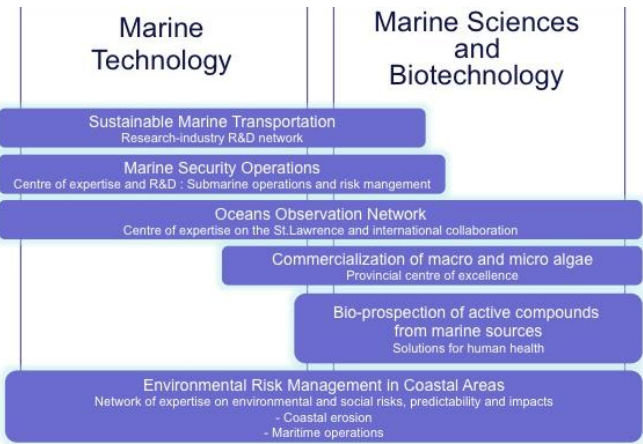 Marine
Technology
Marine Sciences
and
Biotechnology
Sustainable Marine Transportation
Research-industry R&D network
Marine Security Operations
Centre of expertise and R&D : Submarine operations and risk mangement
Oceans Observation Network
Centre of expertise on the St.Lawrence and international collaboration
Commercialization of macro and micro algae
Provincial centre of excellence
Bio-prospection of active compounds
from marine sources
Solutions for human health
Environmental Risk Management in Coastal Areas
Network of expertise on environmental and social risks, predictability and impacts
- Coastal erosion
- Maritime operations